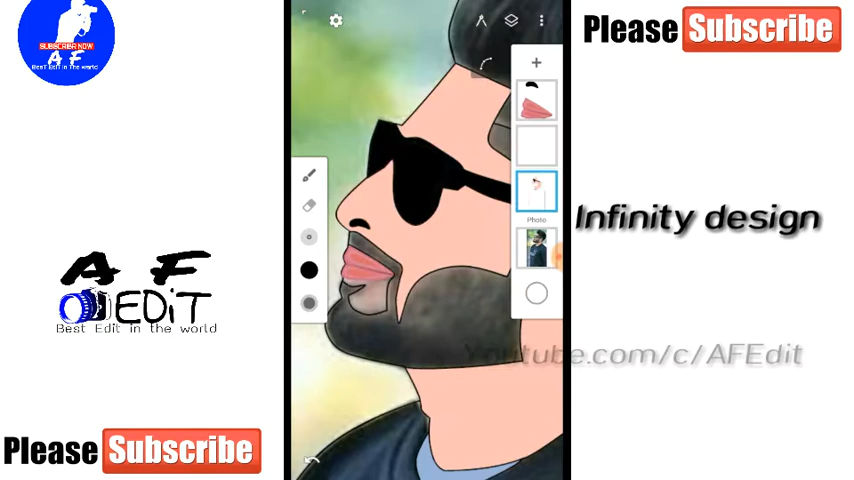 SUBSCRIBR NOW
A F
Best Edit in The world
Please Subscribe
A F
EDiT
Best Edit in the world
Photo
Infinity design
Youtube.com/c/AFEdit
Please Subscribe